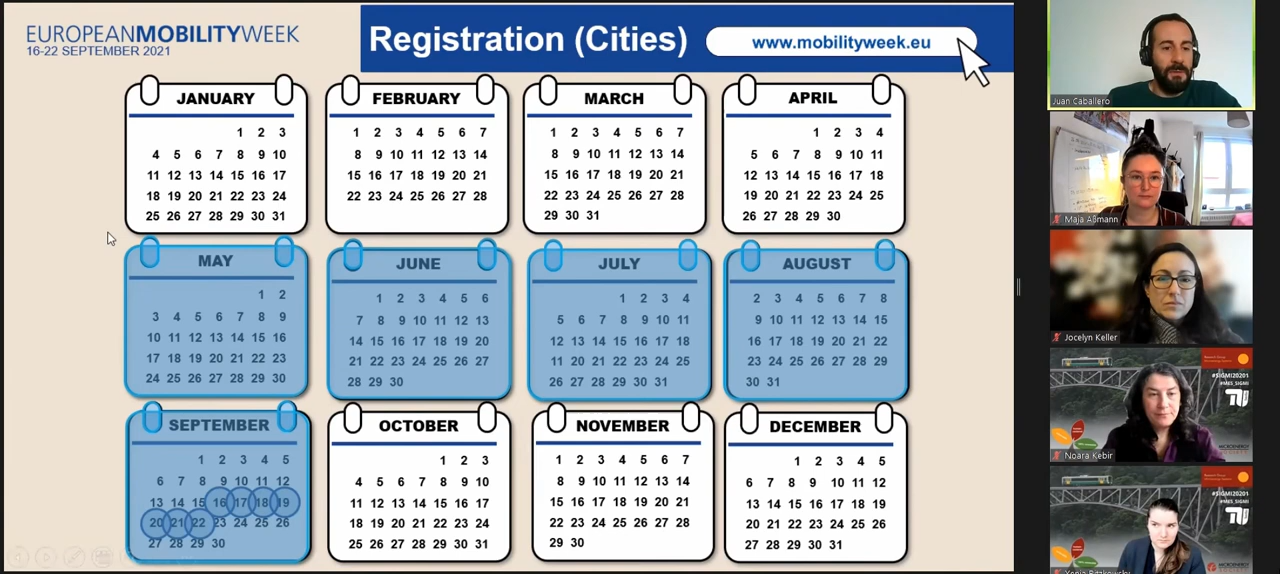 EUROPEANMOBILITYWEEK
16-22 SEPTEMBER 2021
Registration (Cities)
www.mobilityweek.eu
JANUARY
1 2 3
4 5 6 7 8 9 10
11 12 13 14 15 16 17
18 19 20 21 22 23 24
25 26 27 28 29 30 31
FEBRUARY
1 2 3 4 5 6 7
8 9 10 11 12 13 14
15 16 17 18 19 20 21
22 23 24 25 26 27 28
MARCH
1 2 3 4 5 6 7
8 9 10 11 12 13 14
15 16 17 18 19 20 21
22 23 24 25 26 27 28
29 30 31
APRIL
1 2 3 4
5 6 7 8 9 10 11
12 13 14 15 16 17 18
19 20 21 22 23 24 25
26 27 28 29 30
MAY
1 2
3 4 5 6 7 8 9
10 11 12 13 14 15 16
17 18 19 20 21 22 23
24 25 26 27 28 29 30
JUNE
1 2 3 4 5 6
7 8 9 10 11 12 13
14 15 16 17 18 19 20
21 22 23 24 25 26 27
28 29 30
JULY
1 2 3 4
5 6 7 8 9 10 11
12 13 14 15 16 17 18
11 20 21 22 23 24 25
26 27 28 29 30 31
AUGUST
2 3 4 5 6 7 8
9 10 11 12 13 14 15
16 17 18 19 20 21 22
23 24 25 26 27 28 29
30 31
SEPTEMBER
1 2 3 4 5
6 7 8 9 10 11 12
13 14 15 16 17 18 19
20 21 22 23 24 25 26
27 28 29 30
OCTOBER
1 2 3
4 5 6 7 8 9 10
11 12 13 14 15 16 17
18 19 20 21 22 23 24
25 26 27 28 29 30 31
NOVEMBER
1 2 3 4 5 6 7
8 9 10 11 12 13 14
15 16 17 18 19 20 21
22 23 24 25 26 27 28
29 30
DECEMBER
1 2 3 4 5
6 7 8 9 10 11 12
13 14 15 16 17 18 19
20 21 22 23 24 25 26
27 28 29 30 31
Juan Caballero
Maja Aßmann
Jocelyn Keller
#SIGMI20201
#MES_SIGMI
Noara Kebir
#SIGMI20201
#MES_SIGMI